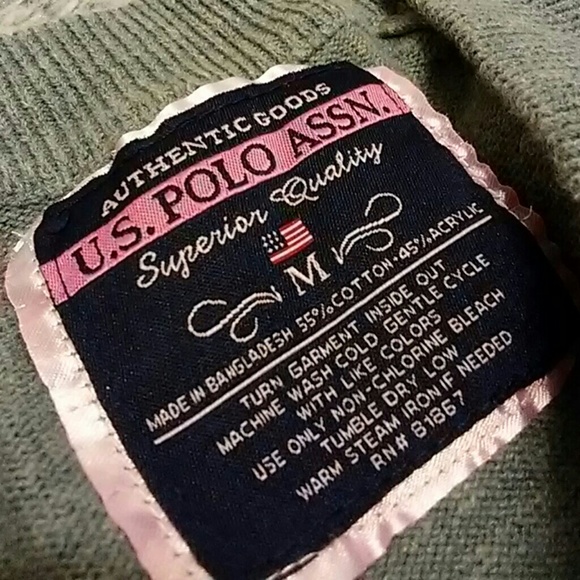 AUTHENTIC GOODS
U.S. POLO ASSN.
Superior Quality
M
MADE IN BANGLADESH 55% COTTON · 45% ACRYLIC
TURN GARMENT INSIDE OUT
MACHINE WASH COLD GENTLE CYCLE
WITH LIKE COLORS
USE ONLY NON-CHLORINE BLEACH
TUMBLE DRY LOW
WARM STEAM IRON IF NEEDED
RN# 81867